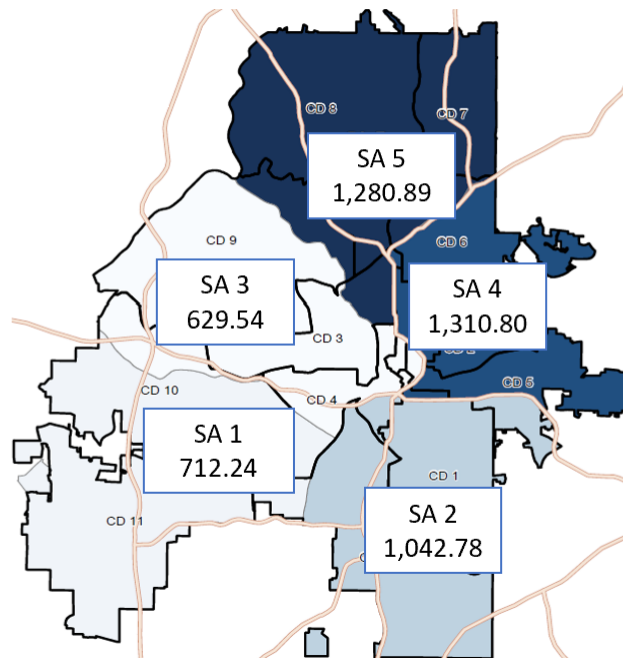 CD 8
CD 7
SA 5
1,280.89
CD 9
CD 6
SA 3
629.54
SA 4
1,310.80
CD 3
CD 5
CD 10
CD 4
SA 1
712.24
CD 1
SA 2
1,042.78
CD 11